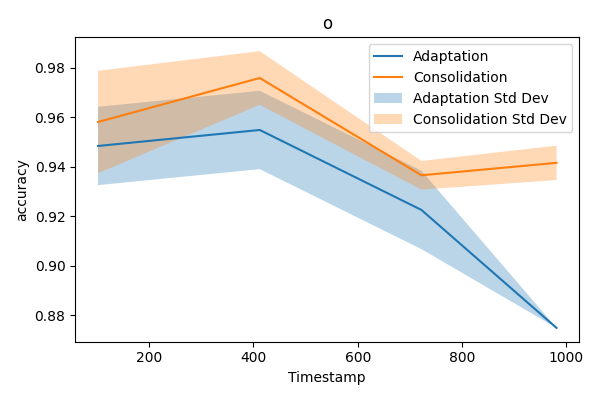 o
Adaptation
Consolidation
Adaptation Std Dev
Consolidation Std Dev
accuracy
0.98
0.96
0.94
0.92
0.90
0.88
200 400 600 800 1000
Timestamp